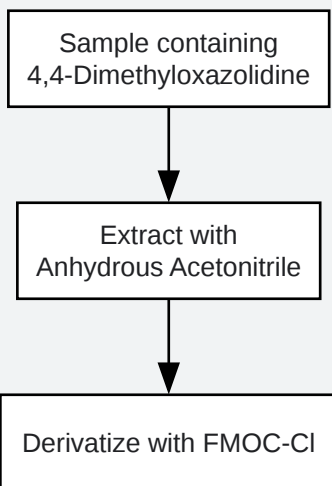 Sample containing
4,4-Dimethyloxazolidine
Extract with
Anhydrous Acetonitrile
Derivatize with FMOC-Cl